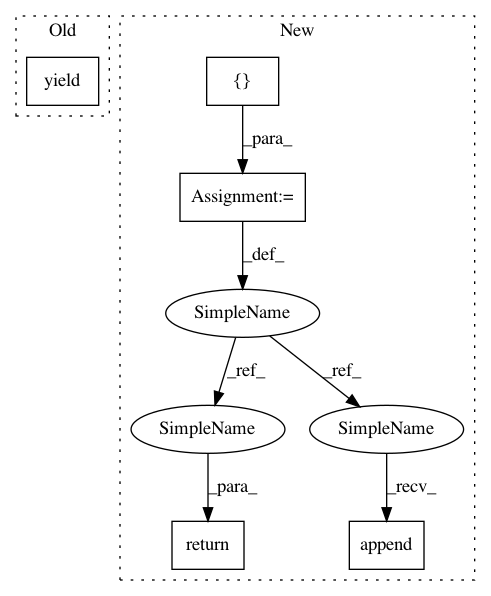 Old
New
yield
{}
_para_
Assignment:=
_def_
SimpleName
_ref_
_ref_
SimpleName
SimpleName
_para_
_recv_
return
append